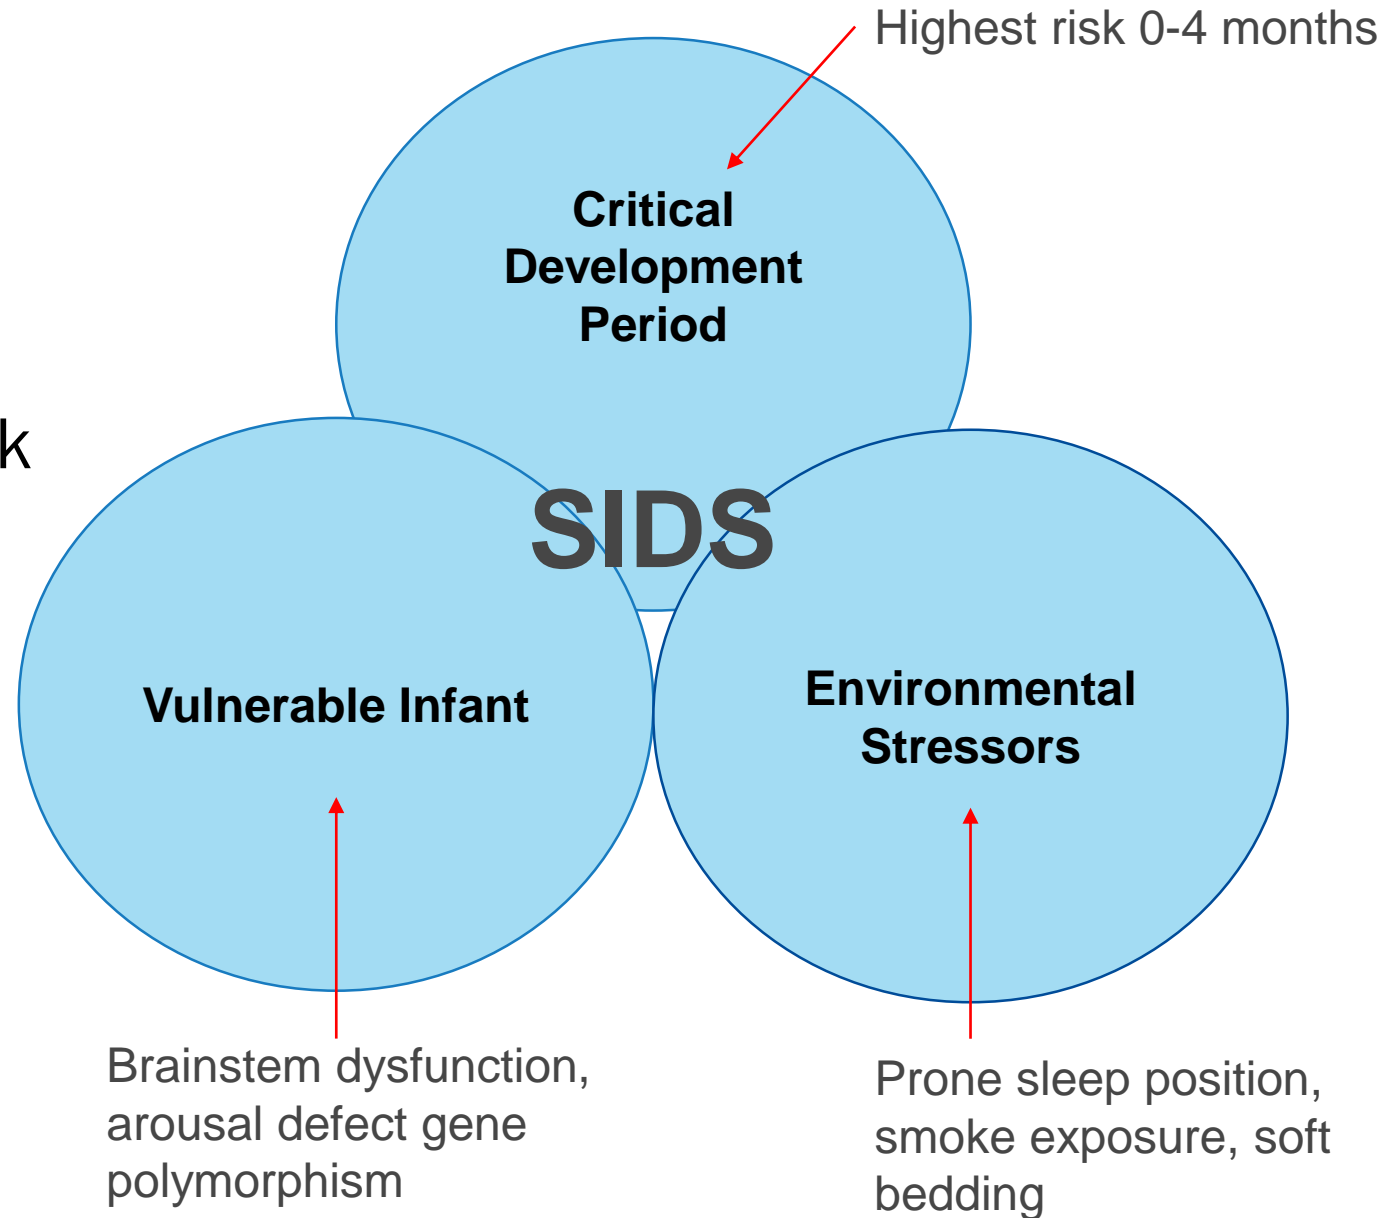 Highest risk 0-4 months
Critical
Development
Period
k
SIDS
Vulnerable Infant
Environmental
Stressors
Brainstem dysfunction,
arousal defect gene
polymorphism
Prone sleep position,
smoke exposure, soft
bedding